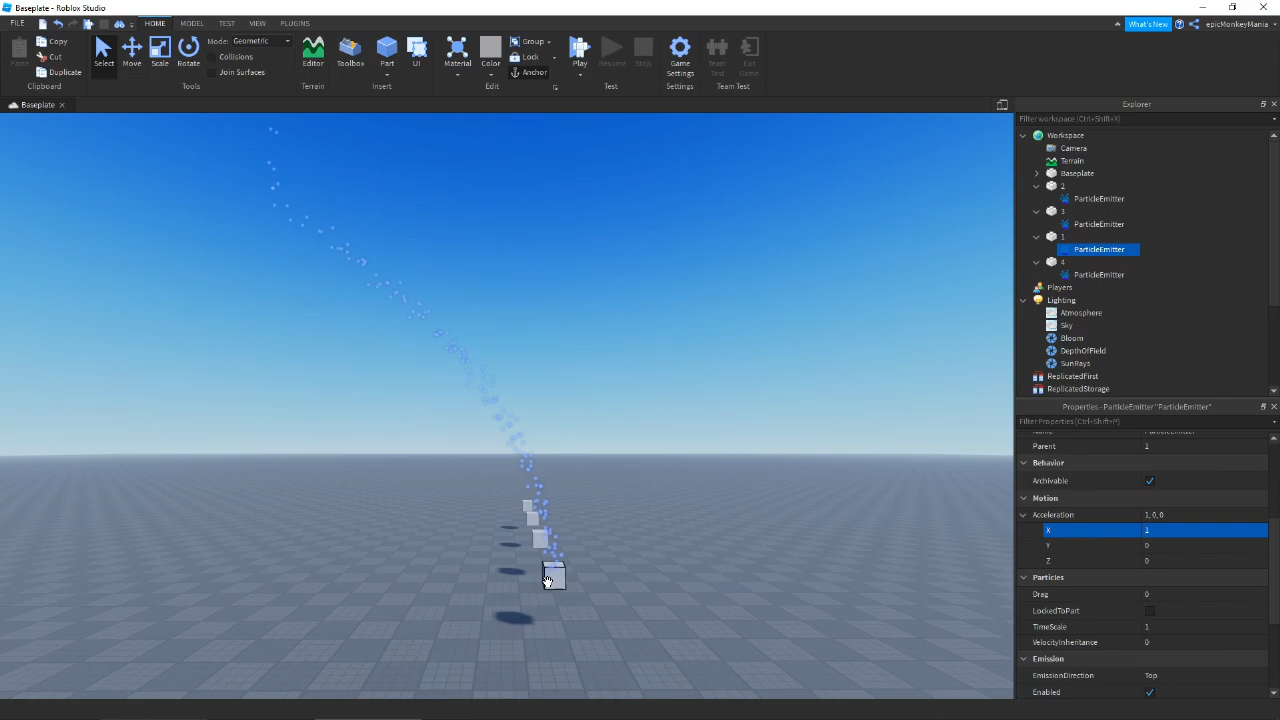 Baseplate - Roblox Studio
FILE HOME MODEL TEST VIEW PLUGINS What's New epicMonkeyMania
Paste Copy Cut Duplicate Clipboard
Select Move Scale Rotate Mode: Geometric Collisions Join Surfaces Tools
Editor Terrain
Toolbox Part UI Insert
Material Color Group Lock Anchor Edit
Play Resume Stop Test
Game Settings Settings
Team Test Exit Game Team Test
Baseplate
Explorer
Filter workspace (Ctrl+Shift+X)
Workspace
Camera
Terrain
Baseplate
2
ParticleEmitter
3
ParticleEmitter
1
ParticleEmitter
4
ParticleEmitter
Players
Lighting
Atmosphere
Sky
Bloom
DepthOfField
SunRays
ReplicatedFirst
ReplicatedStorage
Properties - ParticleEmitter "ParticleEmitter"
Filter Properties (Ctrl+Shift+P)
Name ParticleEmitter
Parent 1
Behavior
Archivable
Motion
Acceleration 1, 0, 0
X 1
Y 0
Z 0
Particles
Drag 0
LockedToPart
TimeScale 1
VelocityInheritance 0
Emission
EmissionDirection Top
Enabled